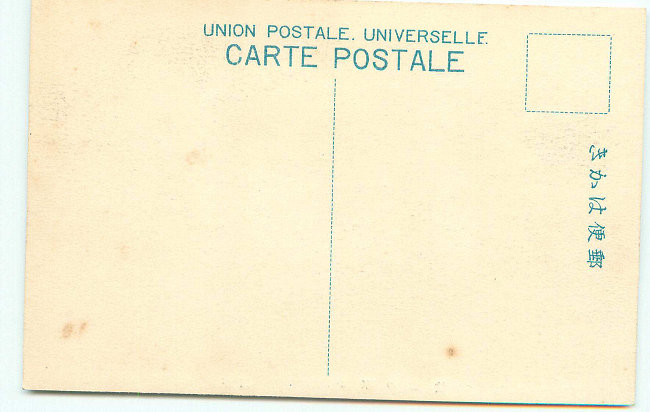 UNION POSTALE. UNIVERSELLE.
CARTE POSTALE
郵便はかき